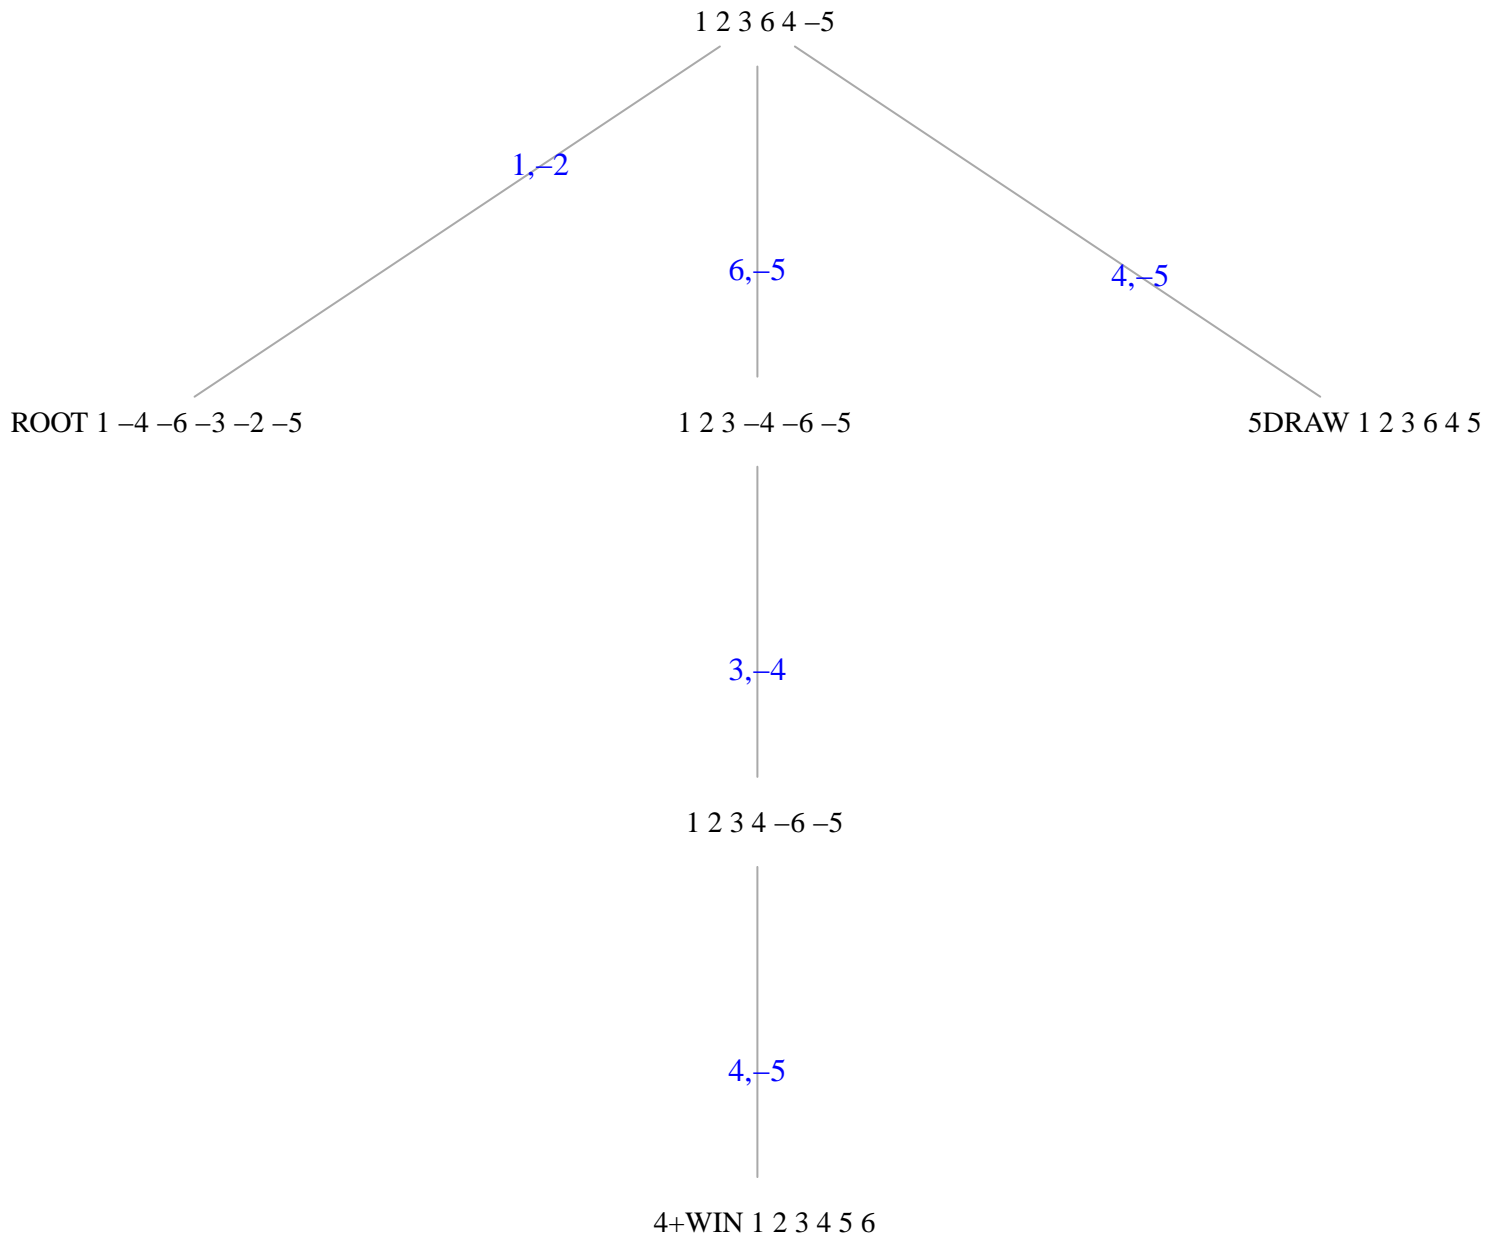 1 2 3 6 4 –5
1,–2
6,–5
4,–5
ROOT 1 –4 –6 –3 –2 –5
1 2 3 –4 –6 –5
5DRAW 1 2 3 6 4 5
3,–4
1 2 3 4 –6 –5
4,–5
4+WIN 1 2 3 4 5 6